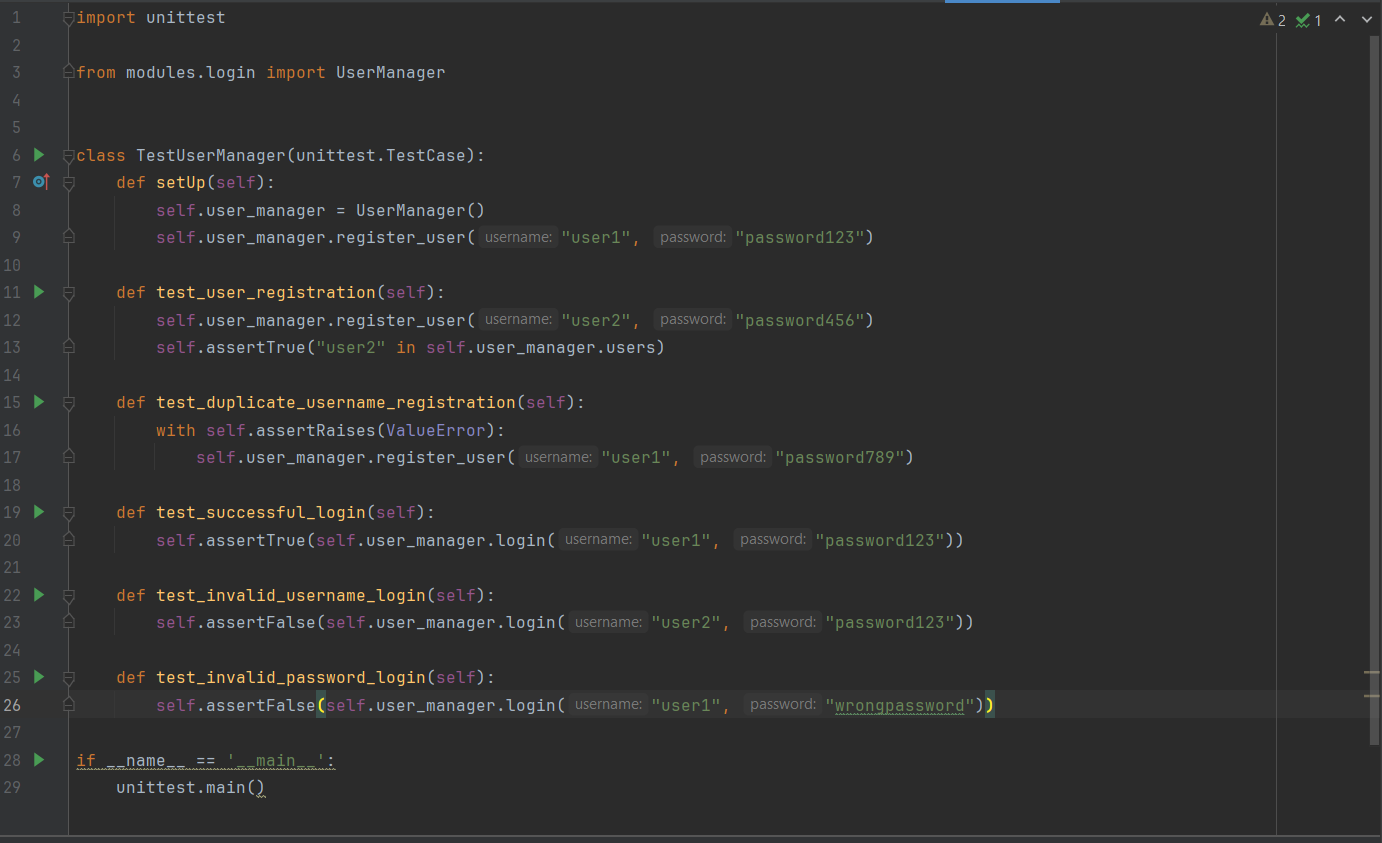 2 1
1 import unittest
2
3 from modules.login import UserManager
4
5
6 class TestUserManager(unittest.TestCase):
7 def setUp(self):
8 self.user_manager = UserManager()
9 self.user_manager.register_user( username: "user1", password: "password123")
10
11 def test_user_registration(self):
12 self.user_manager.register_user( username: "user2", password: "password456")
13 self.assertTrue("user2" in self.user_manager.users)
14
15 def test_duplicate_username_registration(self):
16 with self.assertRaises(ValueError):
17 self.user_manager.register_user( username: "user1", password: "password789")
18
19 def test_successful_login(self):
20 self.assertTrue(self.user_manager.login( username: "user1", password: "password123"))
21
22 def test_invalid_username_login(self):
23 self.assertFalse(self.user_manager.login( username: "user2", password: "password123"))
24
25 def test_invalid_password_login(self):
26 self.assertFalse(self.user_manager.login( username: "user1", password: "wrongpassword"))
27
28 if __name__ == '__main__':
29 unittest.main()